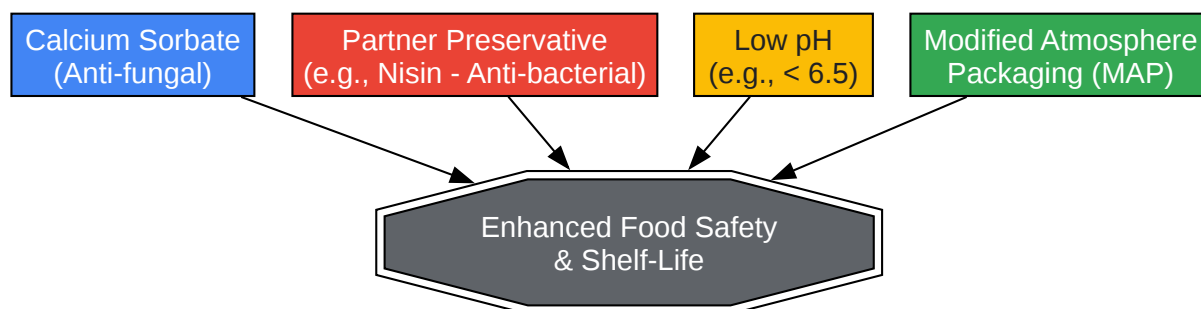 Calcium Sorbate
(Anti-fungal)
Partner Preservative
(e.g., Nisin - Anti-bacterial)
Low pH
(e.g., < 6.5)
Modified Atmosphere
Packaging (MAP)
Enhanced Food Safety
& Shelf-Life